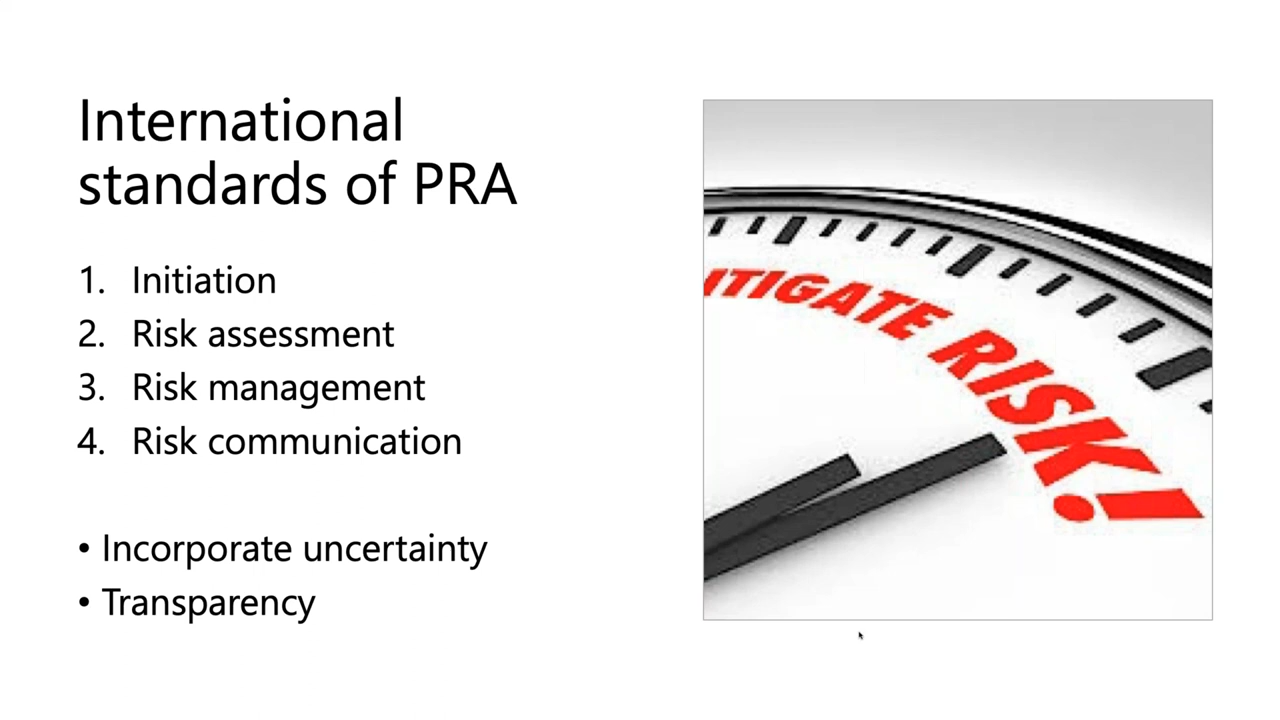 International
standards of PRA
1. Initiation
2. Risk assessment
3. Risk management
4. Risk communication
• Incorporate uncertainty
• Transparency
ITIGATE RISK!